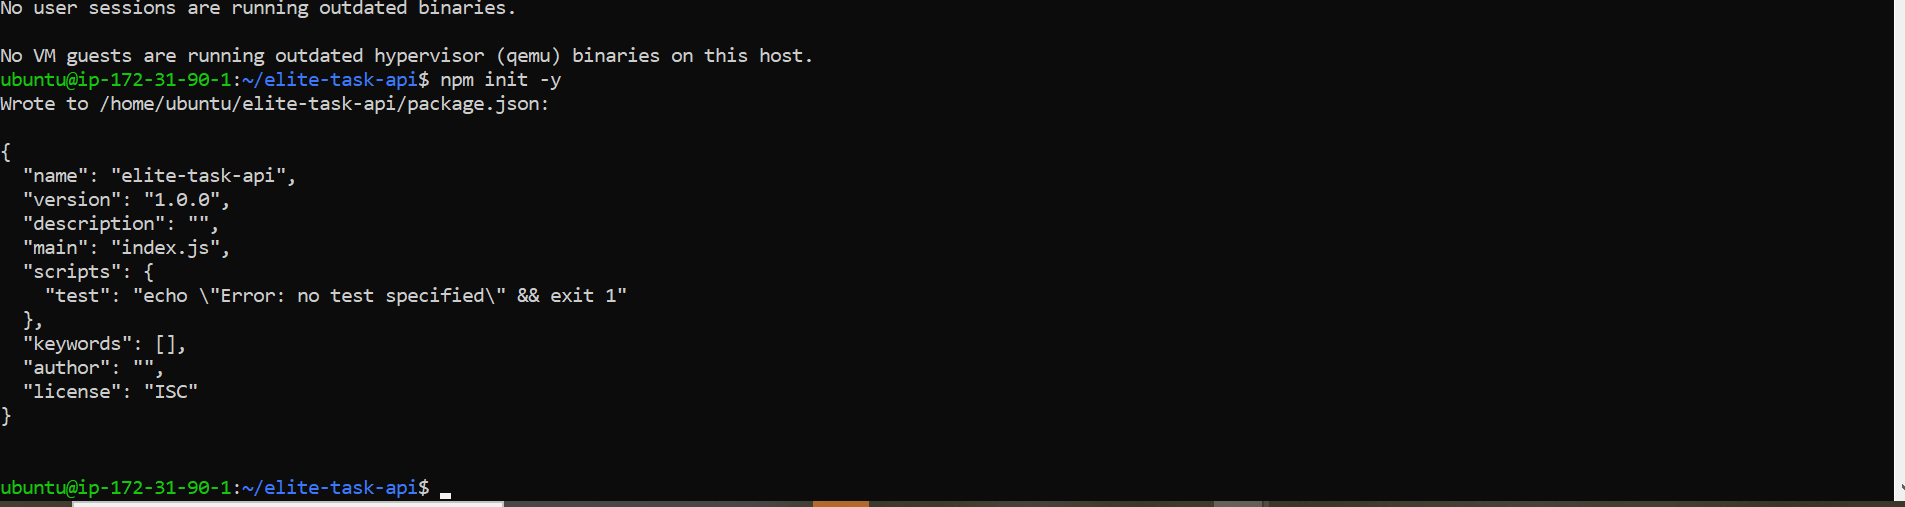 No user sessions are running outdated binaries.
No VM guests are running outdated hypervisor (qemu) binaries on this host.
ubuntu@ip-172-31-90-1:~/elite-task-api$ npm init -y
Wrote to /home/ubuntu/elite-task-api/package.json:
{
  "name": "elite-task-api",
  "version": "1.0.0",
  "description": "",
  "main": "index.js",
  "scripts": {
    "test": "echo \"Error: no test specified\" && exit 1"
  },
  "keywords": [],
  "author": "",
  "license": "ISC"
}
ubuntu@ip-172-31-90-1:~/elite-task-api$